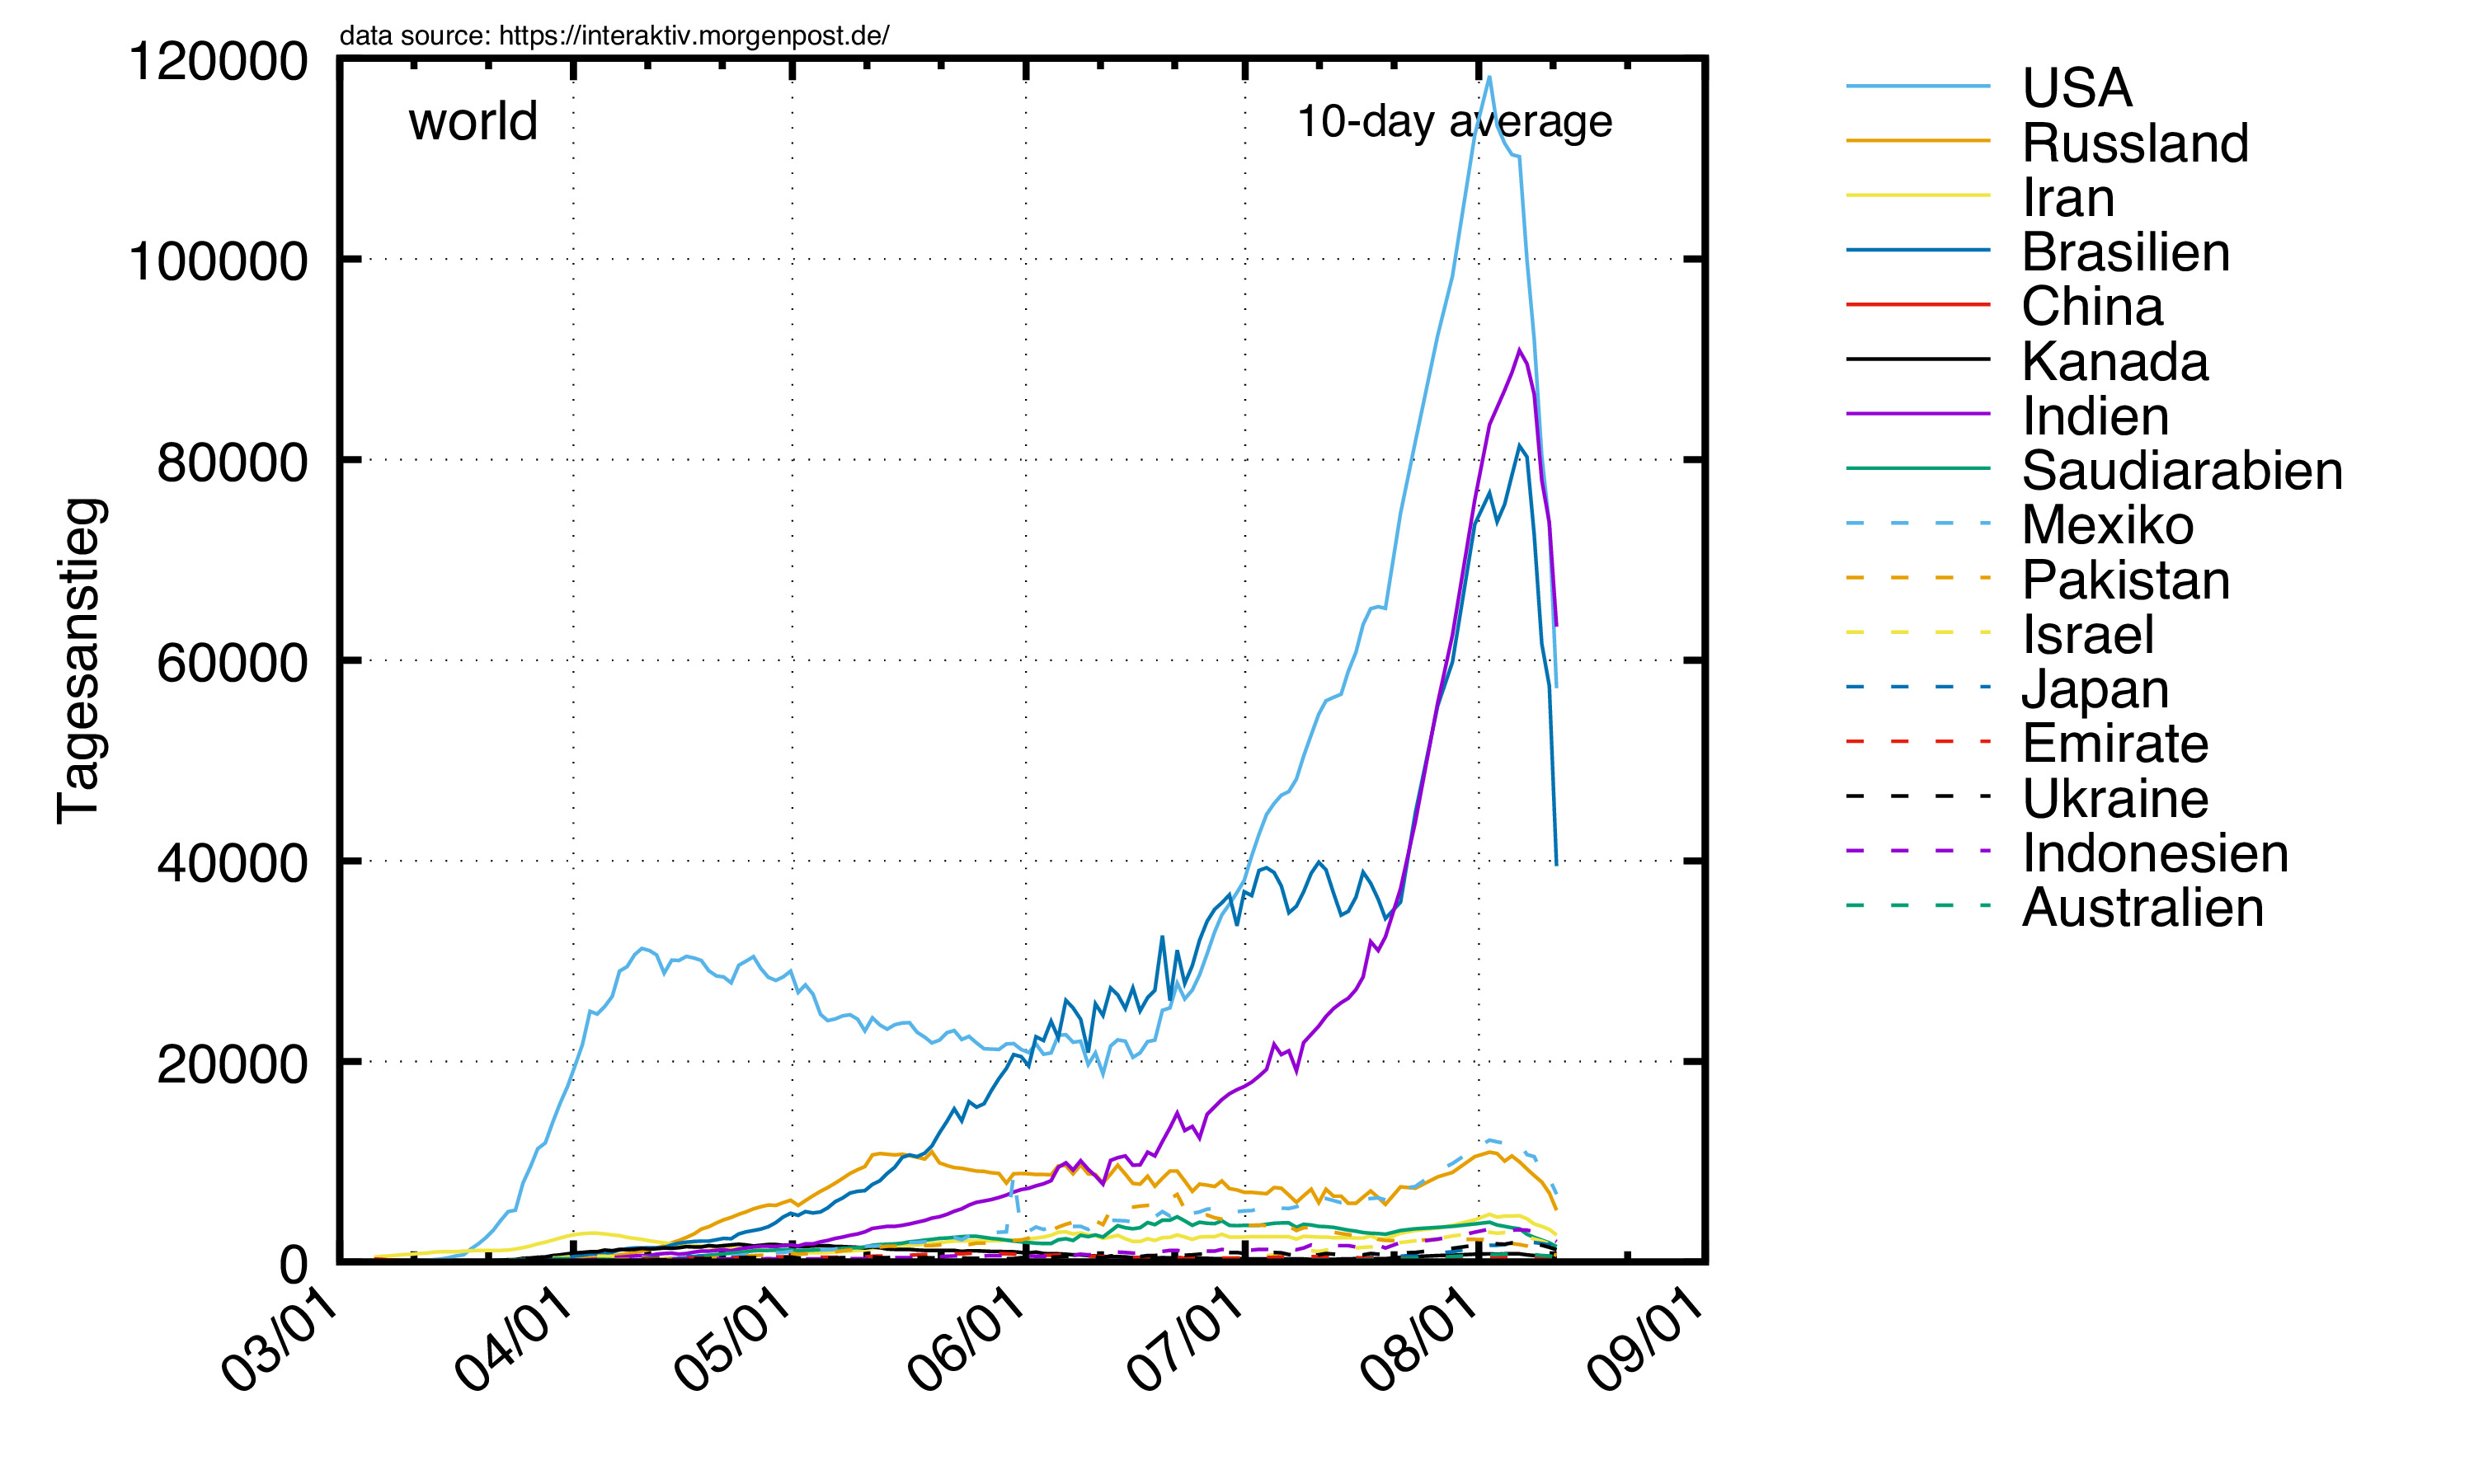 data source: https://interaktiv.morgenpost.de/
world
10-day average
Tagesanstieg
120000
100000
80000
60000
40000
20000
0
03/01
04/01
05/01
06/01
07/01
08/01
09/01
USA
Russland
Iran
Brasilien
China
Kanada
Indien
Saudiarabien
Mexiko
Pakistan
Israel
Japan
Emirate
Ukraine
Indonesien
Australien